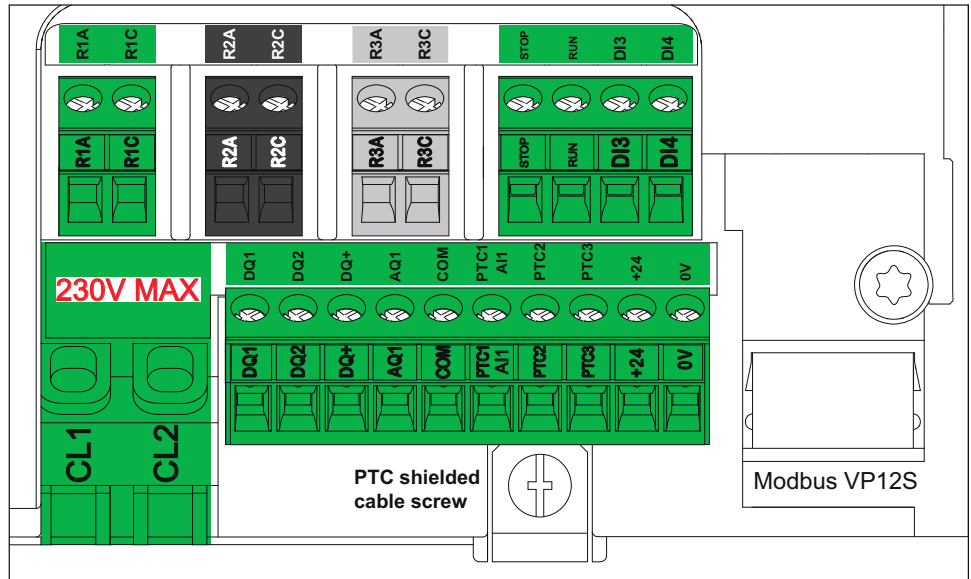 R1A R1C R2A R2C R3A R3C STOP RUN DI3 DI4
R1A R1C R2A R2C R3A R3C STOP RUN DI3 DI4
230V MAX
DQ1 DQ2 DQ+ AQ1 COM PTC1 AI1 PTC2 PTC3 +24 0V
DQ1 DQ2 DQ+ AQ1 COM PTC1 AI1 PTC2 PTC3 +24 0V
CL1 CL2
PTC shielded
cable screw
Modbus VP12S